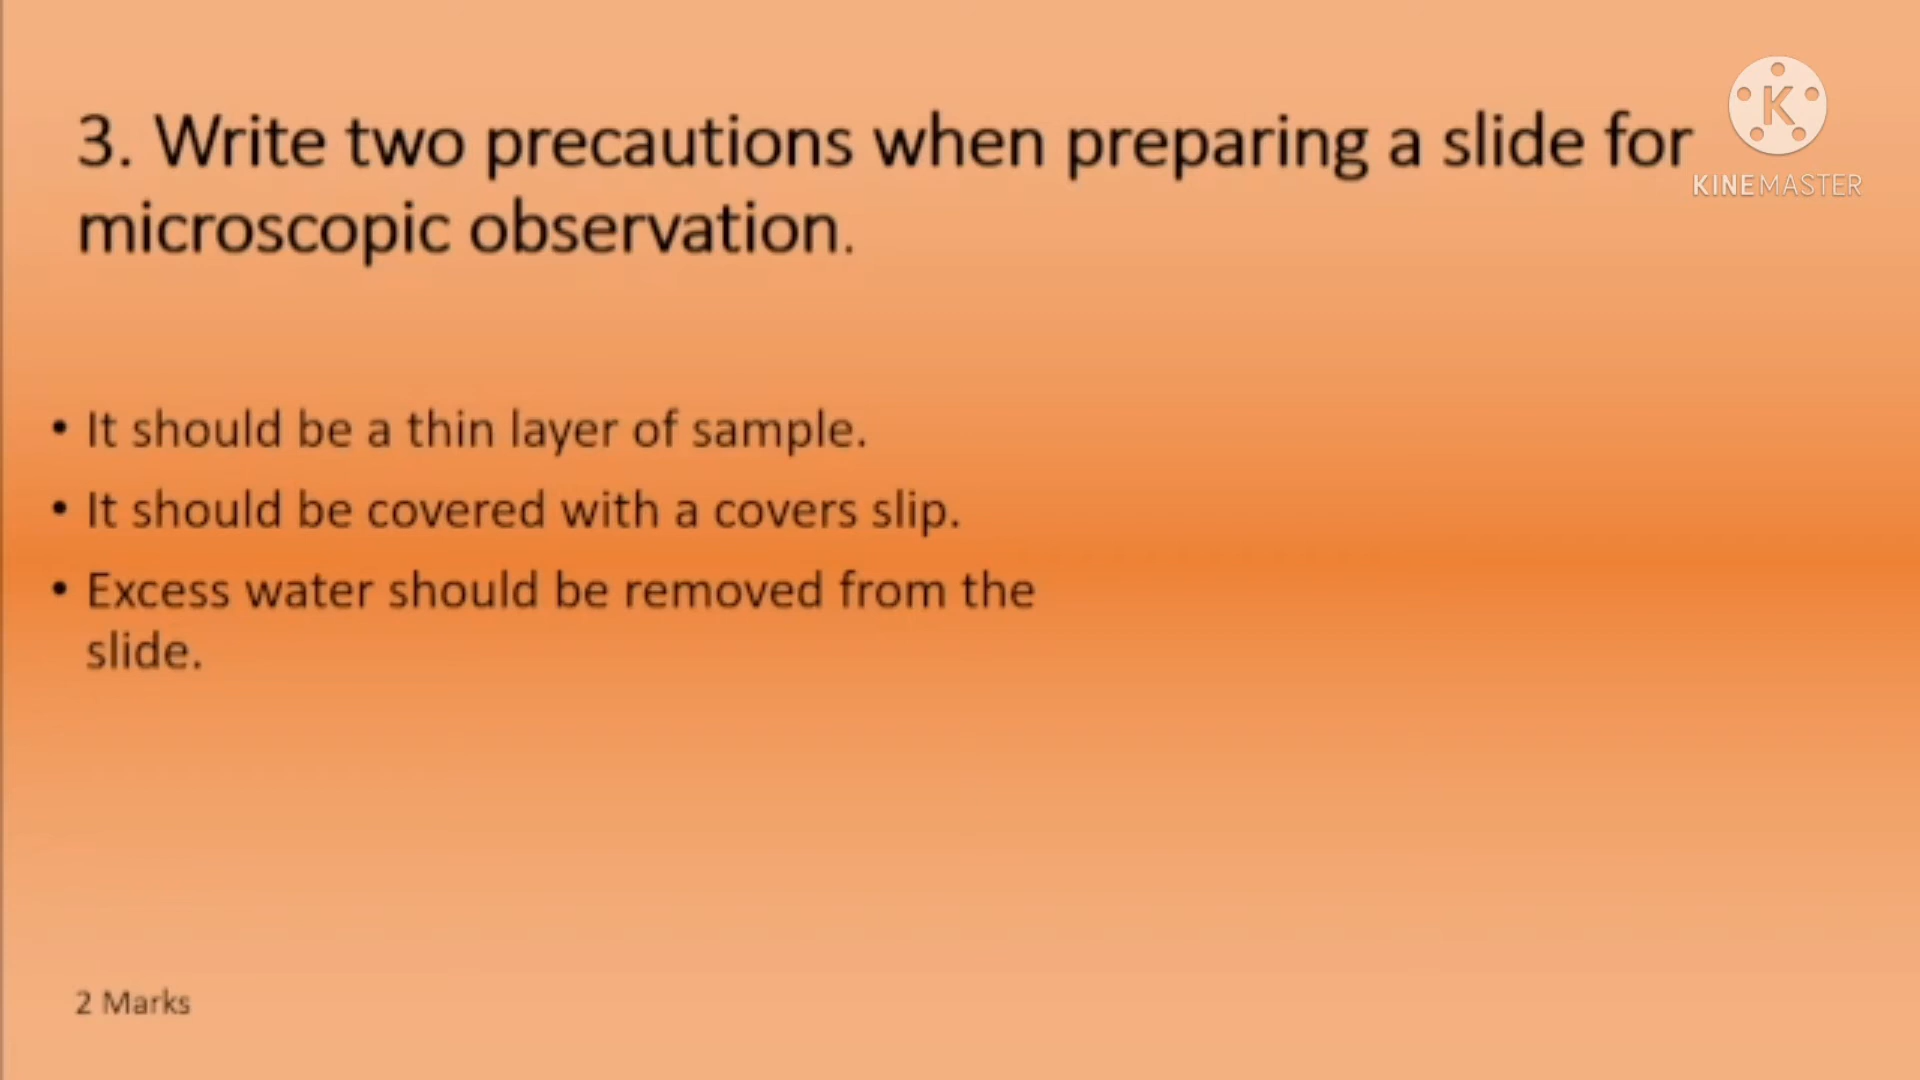 3. Write two precautions when preparing a slide for
microscopic observation.
K
KINEMASTER
• It should be a thin layer of sample.
• It should be covered with a covers slip.
• Excess water should be removed from the
slide.
2 Marks